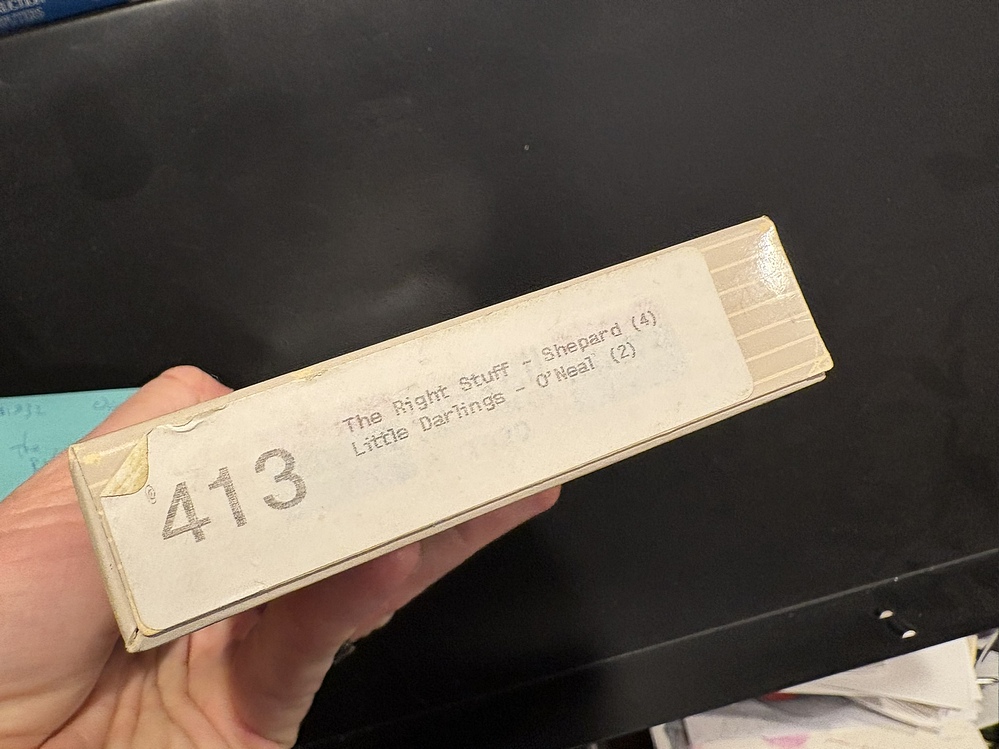 The Right Stuff - Shepard (4)
Little Darlings - O'Neal (2)
413